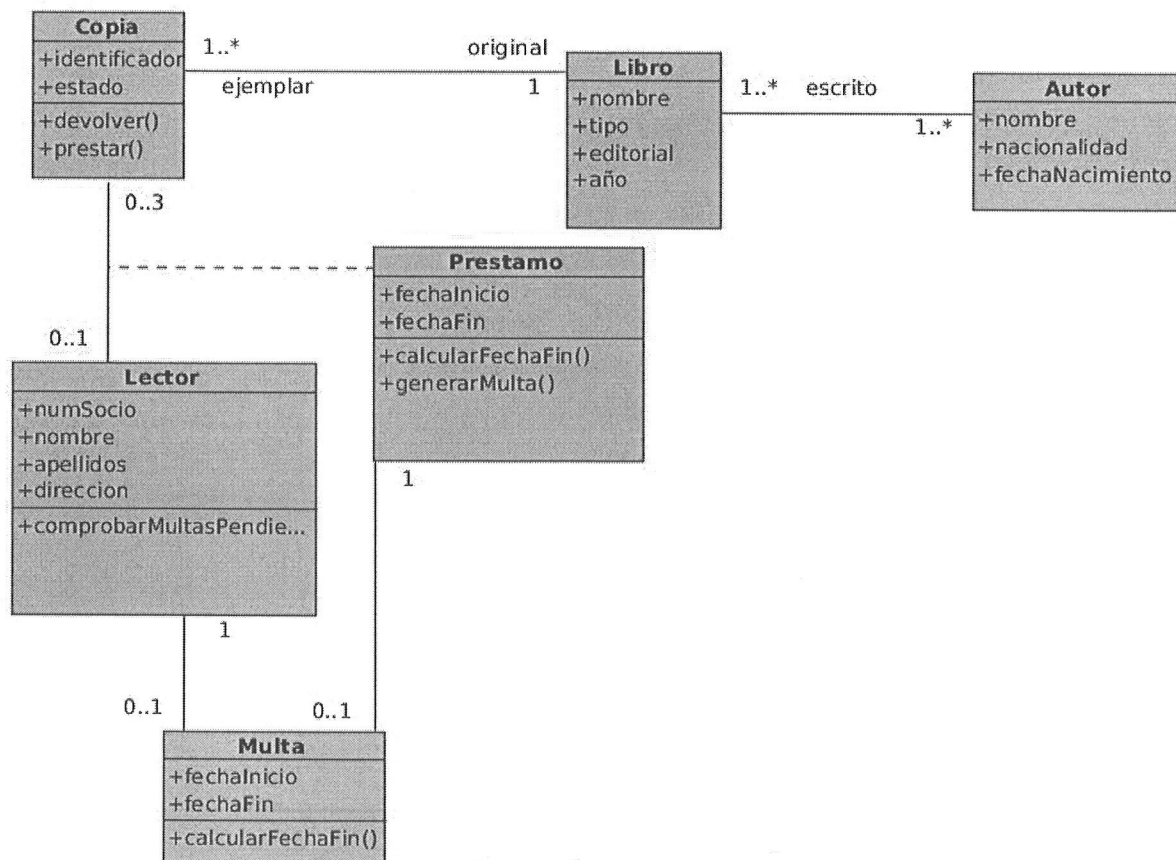 Copia
+identificador
+estado
+devolver()
+prestar()
1..*
ejemplar
original
1
Libro
+nombre
+tipo
+editorial
+año
1..*
escrito
1..*
Autor
+nombre
+nacionalidad
+fechaNacimiento
0..3
0..1
Prestamo
+fechaInicio
+fechaFin
+calcularFechaFin()
+generarMulta()
1
Lector
+numSocio
+nombre
+apellidos
+direccion
+comprobarMultasPendie...
1
0..1
0..1
Multa
+fechaInicio
+fechaFin
+calcularFechaFin()